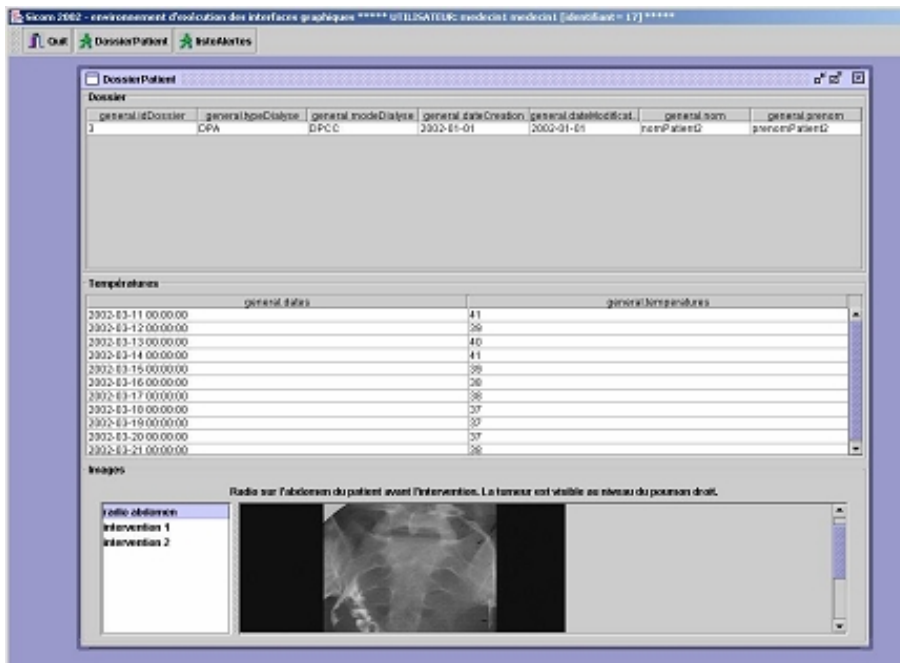 Sicom 2002 - environnement d'exécution des interfaces graphiques ***** UTILISATEUR: medecin1 medecin1 [identifiant = 17] *****
Quit DossierPatient listeAlertes
DossierPatient
Dossier
general.idDossier general.typeDialyse general.modeDialyse general.dateCreation general.dateModificat... general.nom general.prenom
3 DPA DPCC 2002-01-01 2002-01-01 nomPatient2 prenomPatient2
Températures
general.dates general.temperatures
2002-03-11 00:00:00 41
2002-03-12 00:00:00 39
2002-03-13 00:00:00 40
2002-03-14 00:00:00 41
2002-03-15 00:00:00 39
2002-03-16 00:00:00 38
2002-03-17 00:00:00 38
2002-03-18 00:00:00 37
2002-03-19 00:00:00 37
2002-03-20 00:00:00 37
2002-03-21 00:00:00 38
Images
Radio sur l'abdomen du patient avant l'intervention. La tumeur est visible au niveau du poumon droit.
radio abdomen
intervention 1
intervention 2